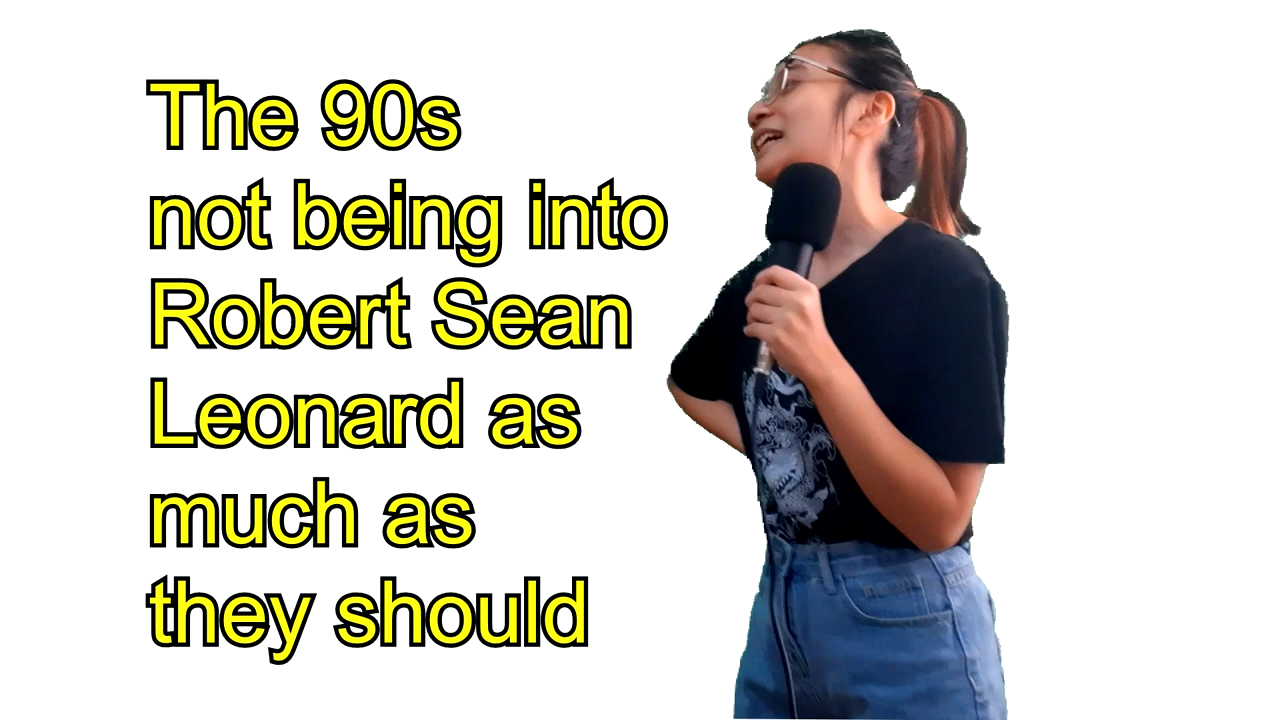 The 90s
not being into
Robert Sean
Leonard as
much as
they should